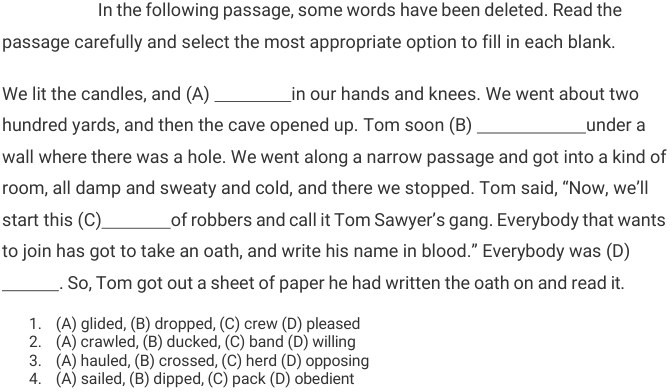 In the following passage, some words have been deleted. Read the
passage carefully and select the most appropriate option to fill in each blank.
We lit the candles, and (A) _________in our hands and knees. We went about two
hundred yards, and then the cave opened up. Tom soon (B) _____________under a
wall where there was a hole. We went along a narrow passage and got into a kind of
room, all damp and sweaty and cold, and there we stopped. Tom said, “Now, we’ll
start this (C)________of robbers and call it Tom Sawyer’s gang. Everybody that wants
to join has got to take an oath, and write his name in blood.” Everybody was (D)
_______. So, Tom got out a sheet of paper he had written the oath on and read it.
1. (A) glided, (B) dropped, (C) crew (D) pleased
2. (A) crawled, (B) ducked, (C) band (D) willing
3. (A) hauled, (B) crossed, (C) herd (D) opposing
4. (A) sailed, (B) dipped, (C) pack (D) obedient